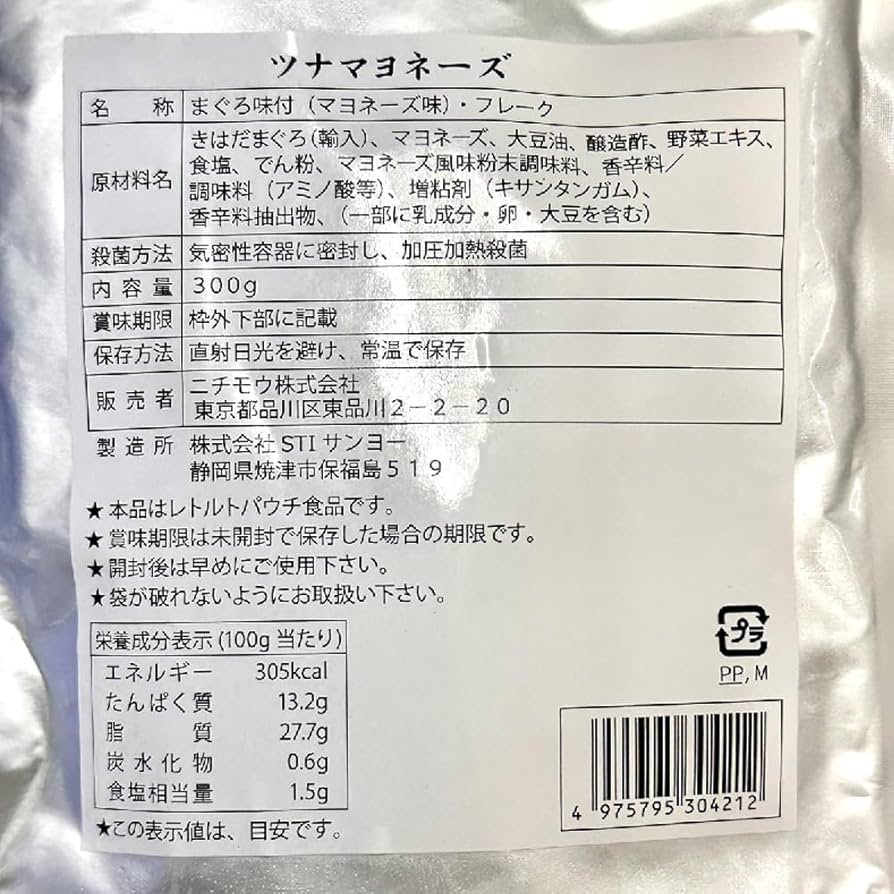 ツナマヨネーズ
名称 まぐろ味付(マヨネーズ味)・フレーク
原材料名 きはだまぐろ(輸入)、マヨネーズ、大豆油、醸造酢、野菜エキス、
食塩、でん粉、マヨネーズ風味粉末調味料、香辛料/
調味料(アミノ酸等)、増粘剤(キサンタンガム)、
香辛料抽出物、(一部に乳成分・卵・大豆を含む)
殺菌方法 気密性容器に密封し、加圧加熱殺菌
内容量 300g
賞味期限 枠外下部に記載
保存方法 直射日光を避け、常温で保存
販売者 ニチモウ株式会社
東京都品川区東品川2-2-20
製造所 株式会社STIサンヨー
静岡県焼津市保福島519
★本品はレトルトパウチ食品です。
★賞味期限は未開封で保存した場合の期限です。
★開封後は早めにご使用下さい。
★袋が破れないようにお取扱い下さい。
栄養成分表示(100g当たり)
エネルギー 305kcal
たんぱく質 13.2g
脂質 27.7g
炭水化物 0.6g
食塩相当量 1.5g
★この表示値は、目安です。
プラ
PP, M
4 975795 304212